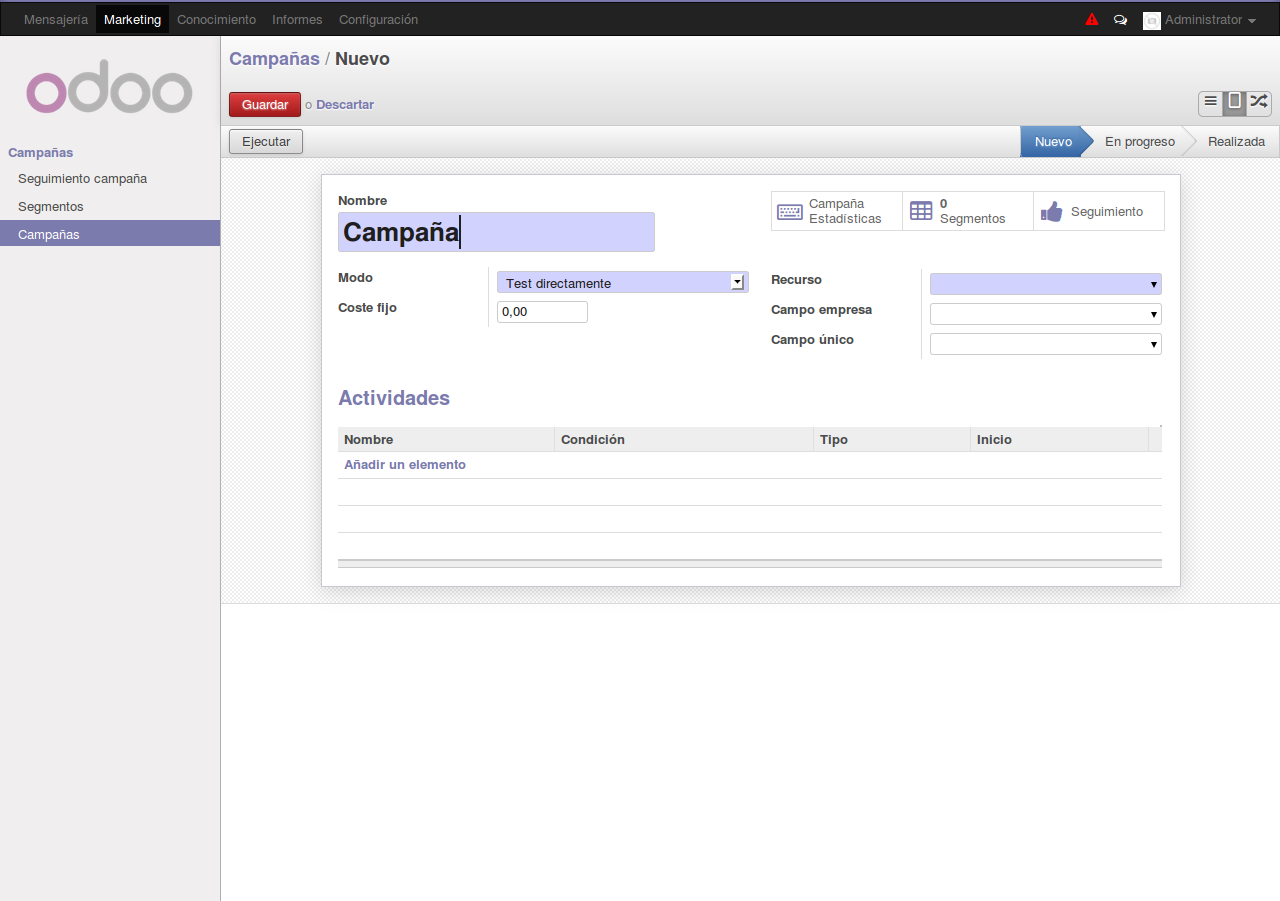 Mensajería Marketing Conocimiento Informes Configuración Administrator
odoo
Campañas
Seguimiento campaña
Segmentos
Campañas
Campañas / Nuevo
Guardar o Descartar
Ejecutar
Nuevo En progreso Realizada
Nombre
Campaña
Campaña
Estadísticas
0
Segmentos
Seguimiento
Modo Test directamente
Coste fijo 0,00
Recurso
Campo empresa
Campo único
Actividades
Nombre Condición Tipo Inicio
Añadir un elemento